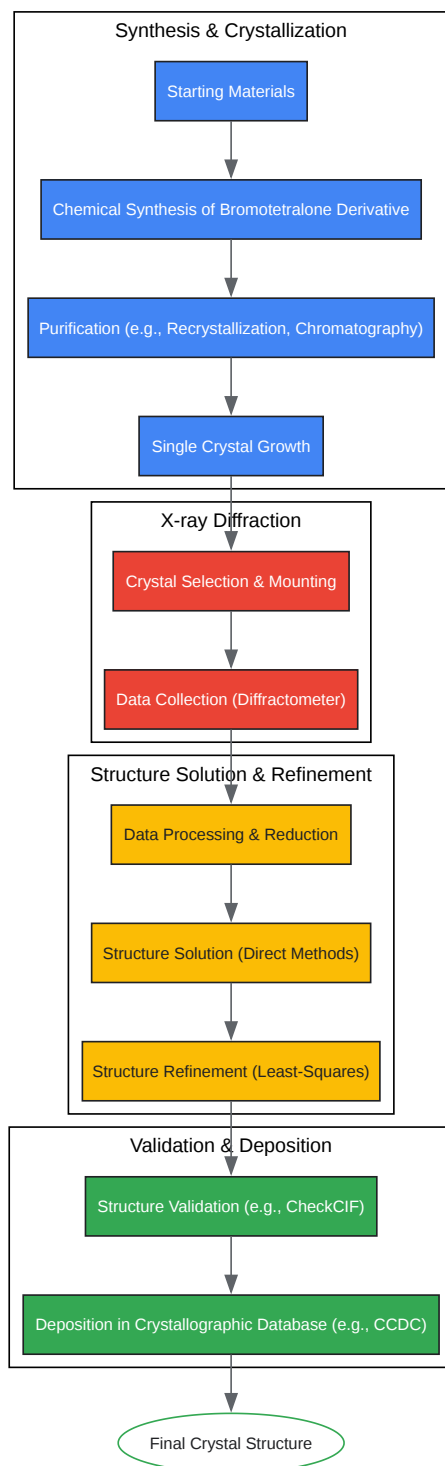 Synthesis & Crystallization
Starting Materials
Chemical Synthesis of Bromotetralone Derivative
Purification (e.g., Recrystallization, Chromatography)
Single Crystal Growth
X-ray Diffraction
Crystal Selection & Mounting
Data Collection (Diffractometer)
Structure Solution & Refinement
Data Processing & Reduction
Structure Solution (Direct Methods)
Structure Refinement (Least-Squares)
Validation & Deposition
Structure Validation (e.g., CheckCIF)
Deposition in Crystallographic Database (e.g., CCDC)
Final Crystal Structure